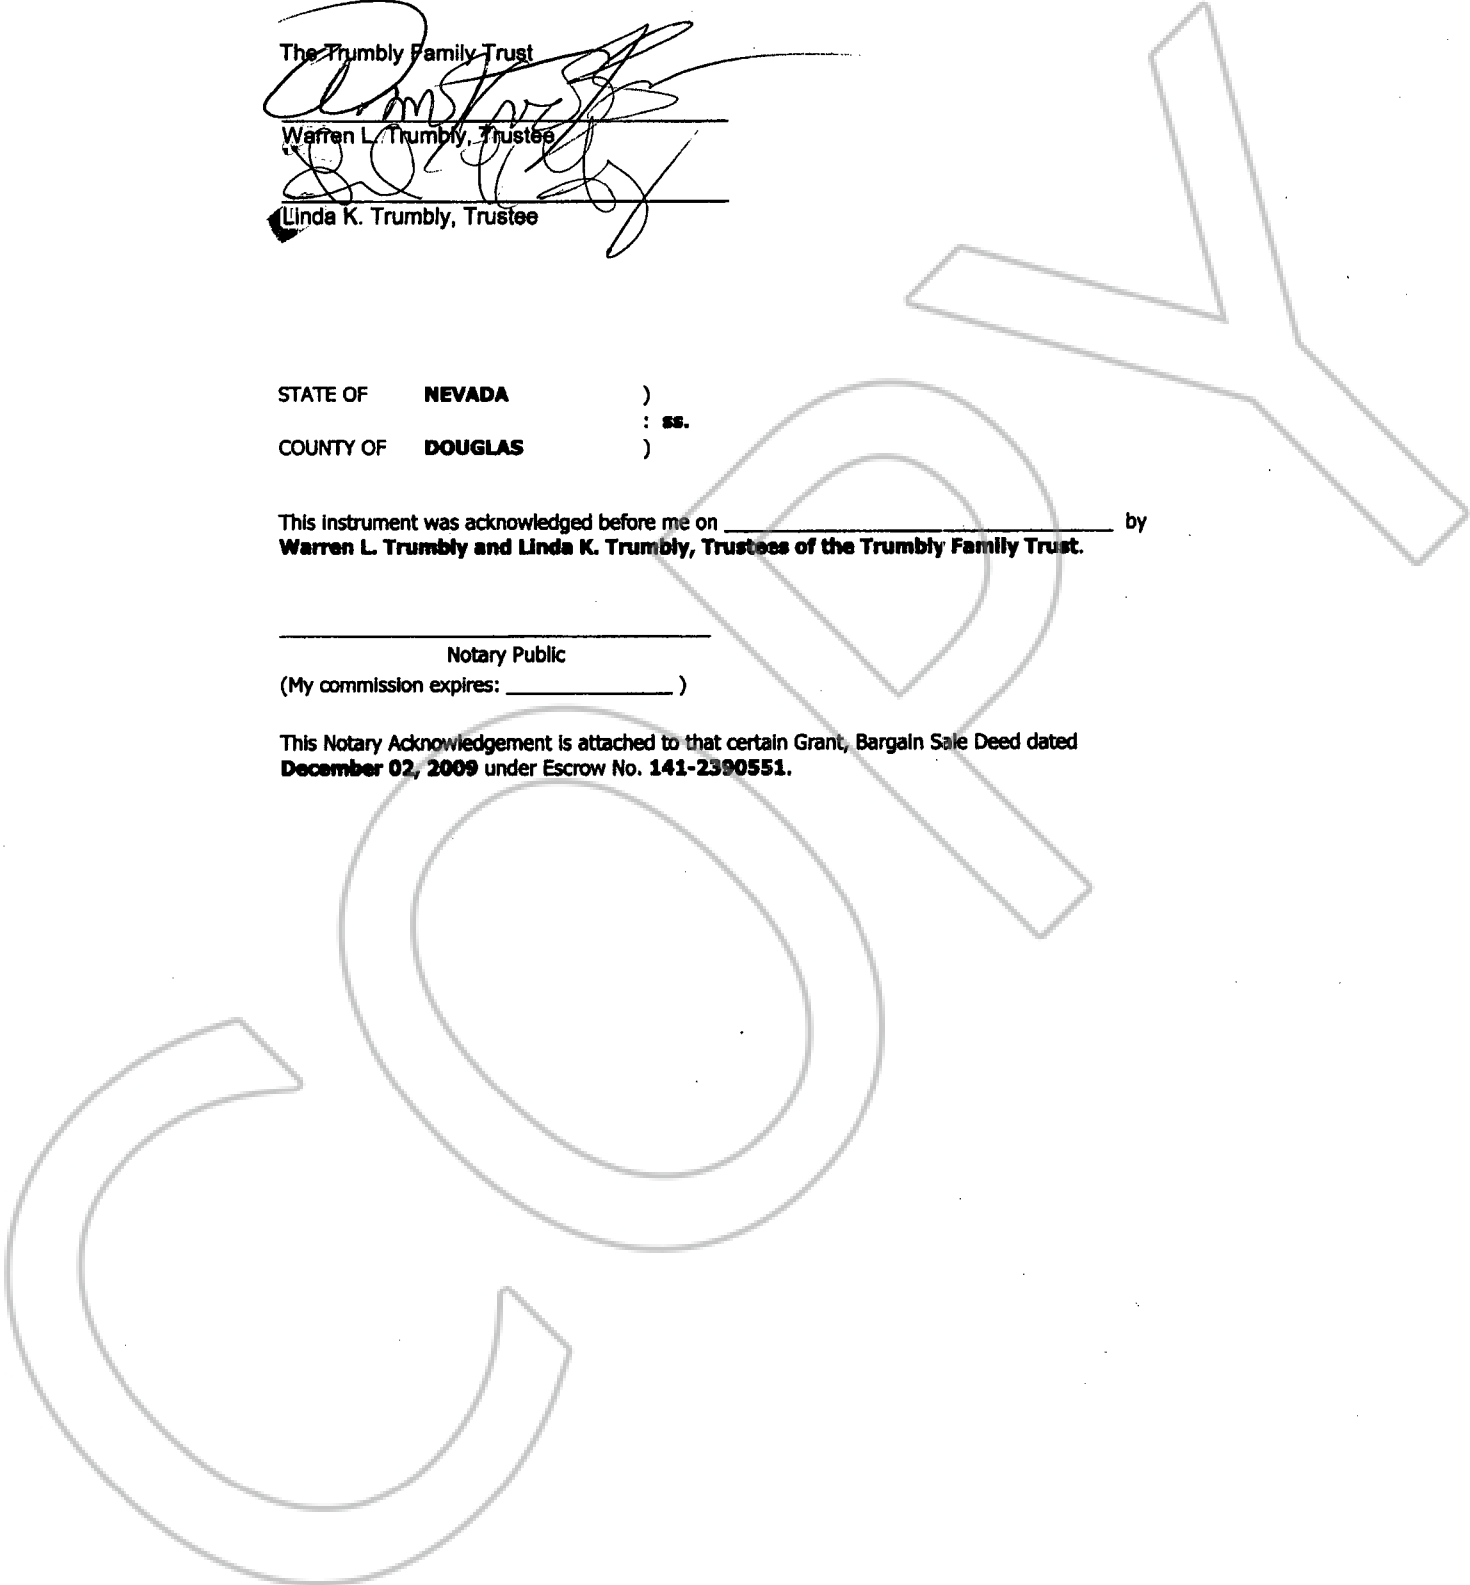 The Trumbly Family Trust
Warren L. Trumbly, Trustee
Linda K. Trumbly, Trustee
STATE OF NEVADA )
: ss.
COUNTY OF DOUGLAS )
This instrument was acknowledged before me on ____________ by
Warren L. Trumbly and Linda K. Trumbly, Trustees of the Trumbly Family Trust.
Notary Public
(My commission expires: ____________ )
This Notary Acknowledgement is attached to that certain Grant, Bargain Sale Deed dated
December 02, 2009 under Escrow No. 141-2390551.
COPY